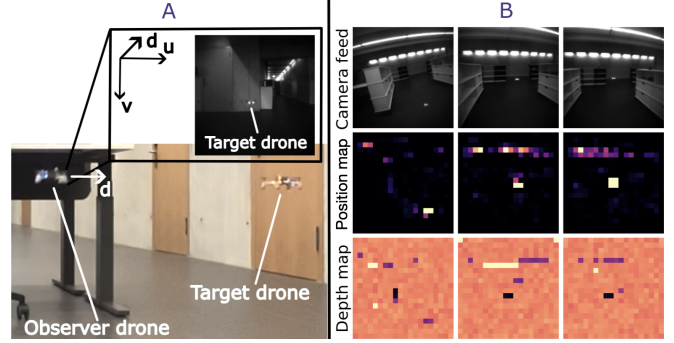 A
d
u
v
Target drone
d
Target drone
Observer drone
B
Camera feed
Position map
Depth map